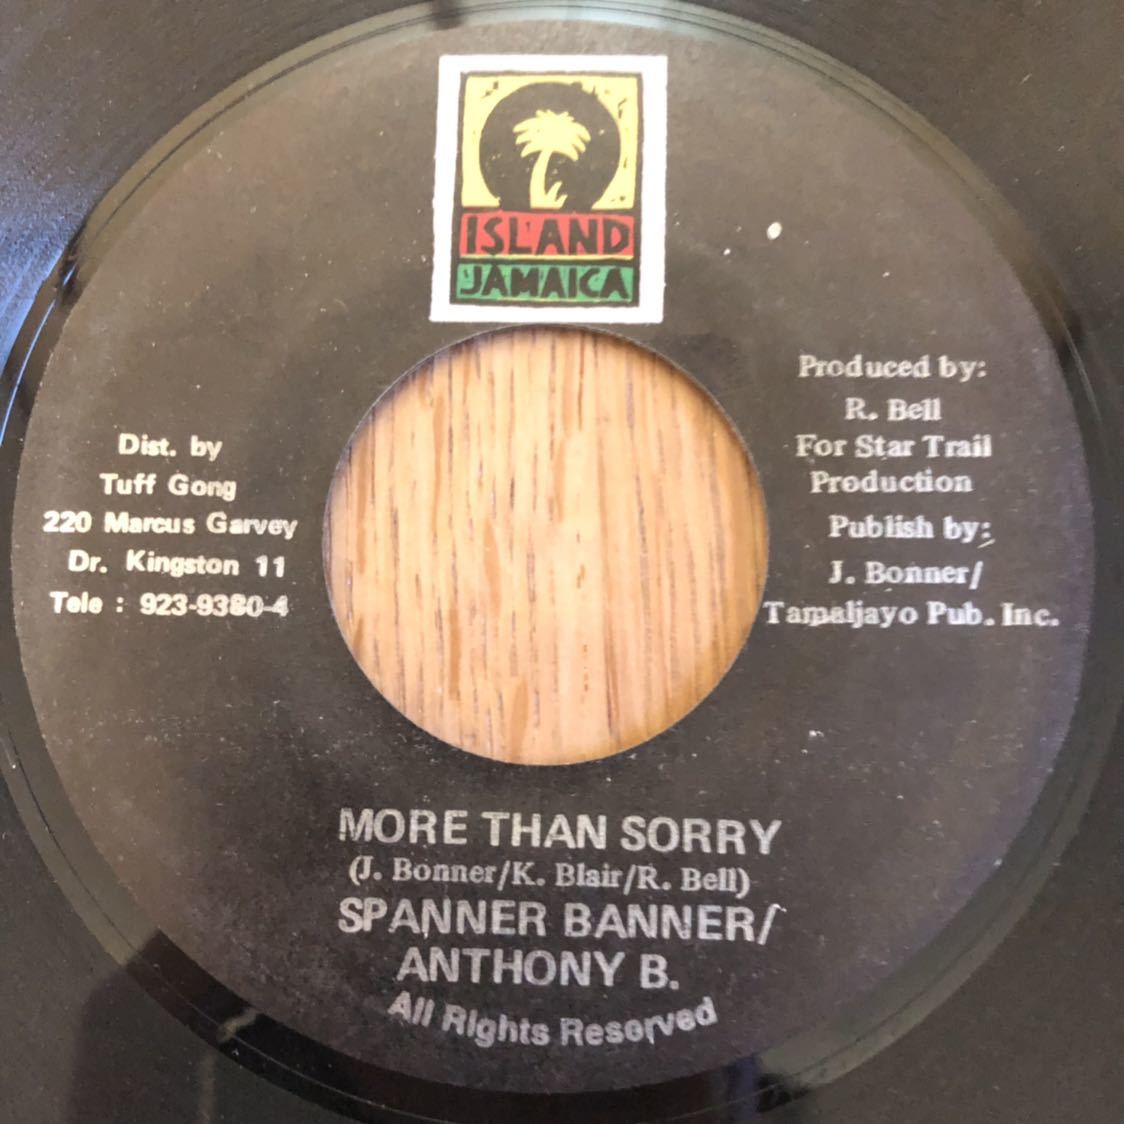 ISLAND
JAMAICA
Dist. by
Tuff Gong
220 Marcus Garvey
Dr. Kingston 11
Tele : 923-9380-4
Produced by:
R. Bell
For Star Trail
Production
Publish by:
J. Bonner/
Tamaljayo Pub. Inc.
MORE THAN SORRY
(J. Bonner/K. Blair/R. Bell)
SPANNER BANNER/
ANTHONY B.
All Rights Reserved